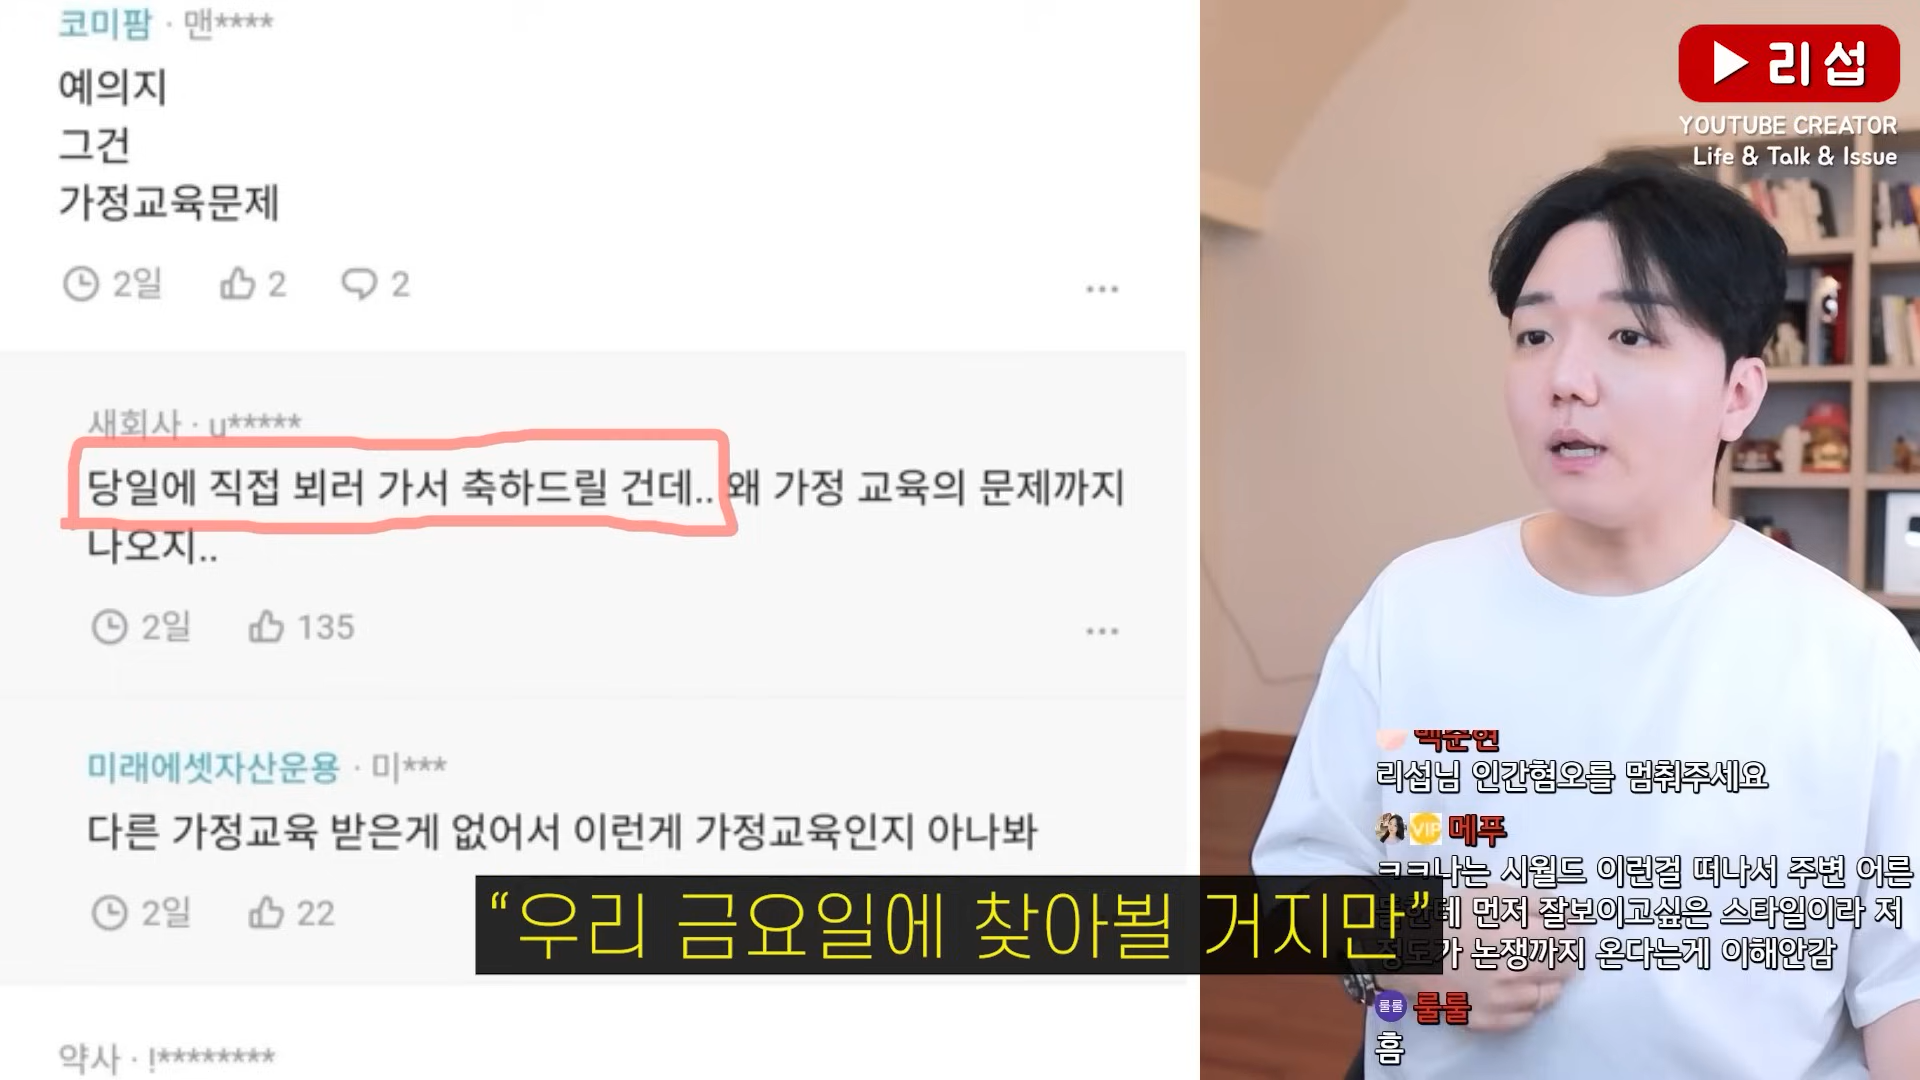 코미팜 · 맨****
예의지
그건
가정교육문제
2일 2 2
새회사 · u*****
당일에 직접 뵈러 가서 축하드릴 건데.. 왜 가정 교육의 문제까지
나오지..
2일 135
미래에셋자산운용 · 미***
다른 가정교육 받은게 없어서 이런게 가정교육인지 아나봐
2일 22
약사 · !********
“우리 금요일에 찾아뵐 거지만”
리섭
YOUTUBE CREATOR
Life & Talk & Issue
리섭님 인간혐오를 멈춰주세요
VIP 메푸
ㅋㅋ나는 시월드 이런걸 떠나서 주변 어른
들한테 먼저 잘보이고싶은 스타일이라 저
정도가 논쟁까지 온다는게 이해안감
룰룰 룰룰
흠